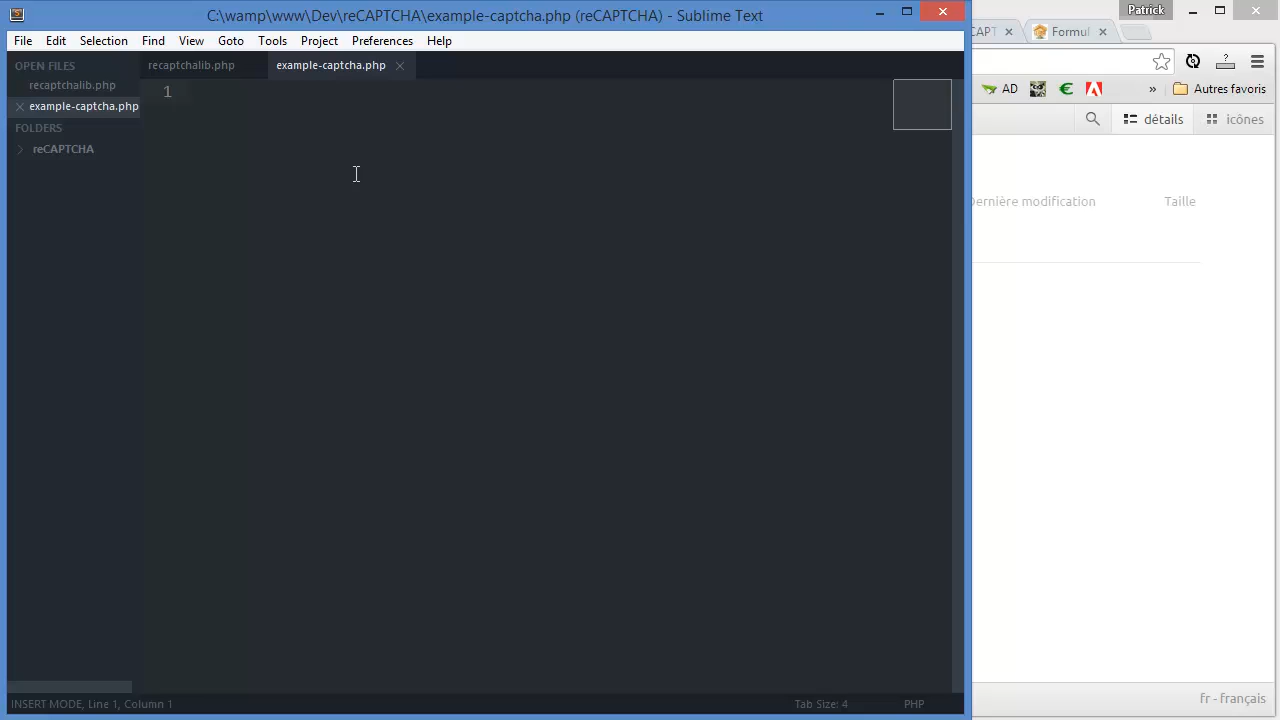 C:\wamp\www\Dev\reCAPTCHA\example-captcha.php (reCAPTCHA) - Sublime Text
Patrick
File Edit Selection Find View Goto Tools Project Preferences Help
CAPT
Formul
OPEN FILES
recaptchalib.php
example-captcha.php
recaptchalib.php
example-captcha.php
1
FOLDERS
reCAPTCHA
AD
€
»
Autres favoris
détails
icônes
Dernière modification
Taille
fr - français
INSERT MODE, Line 1, Column 1
Tab Size: 4
PHP